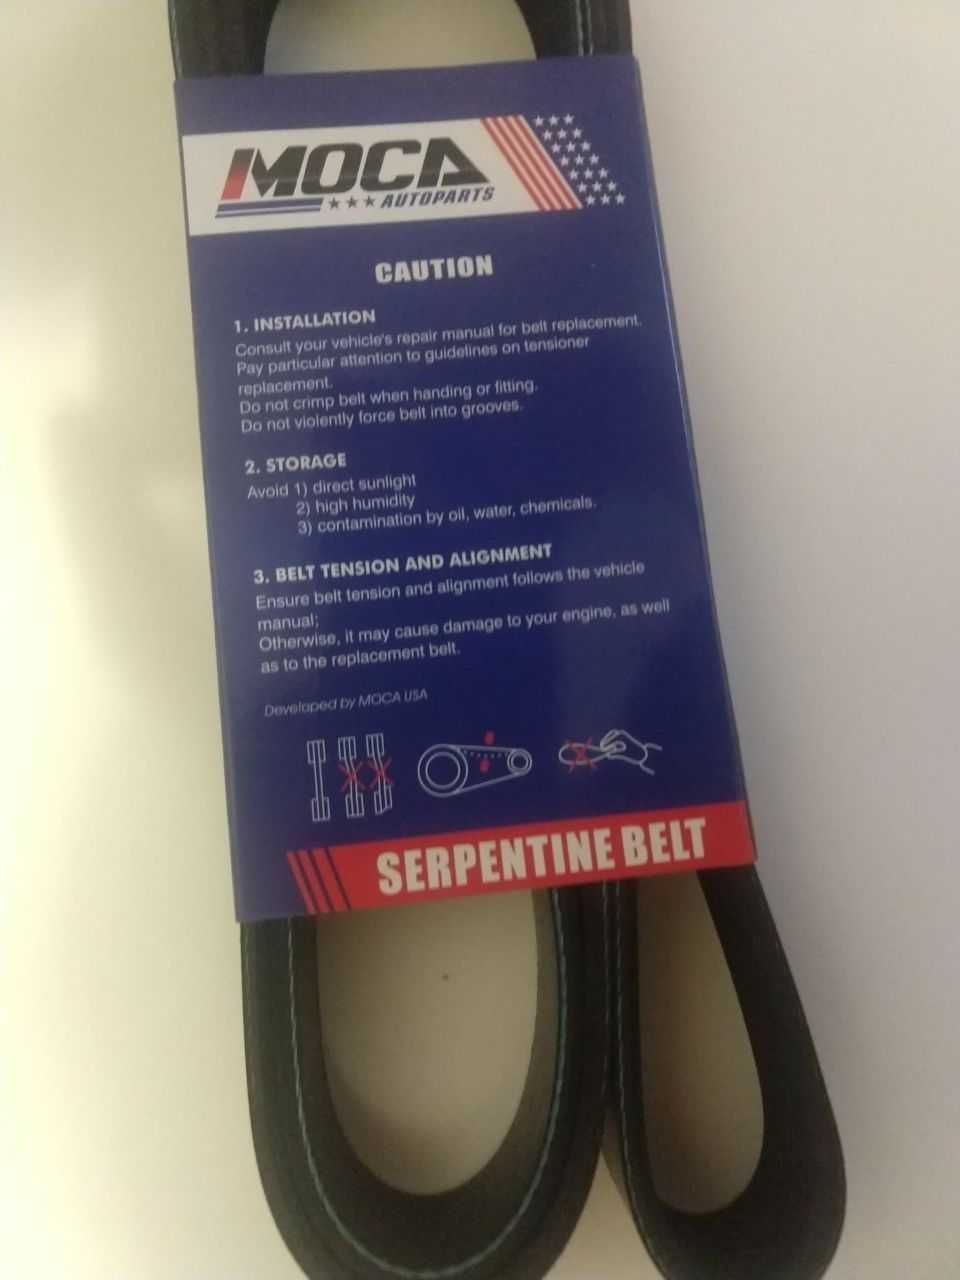 MOCA
AUTOPARTS
CAUTION
1. INSTALLATION
Consult your vehicle's repair manual for belt replacement.
Pay particular attention to guidelines on tensioner
replacement.
Do not crimp belt when handing or fitting.
Do not violently force belt into grooves.
2. STORAGE
Avoid 1) direct sunlight
2) high humidity
3) contamination by oil, water, chemicals.
3. BELT TENSION AND ALIGNMENT
Ensure belt tension and alignment follows the vehicle
manual;
Otherwise, it may cause damage to your engine, as well
as to the replacement belt.
Developed by MOCA USA
SERPENTINE BELT